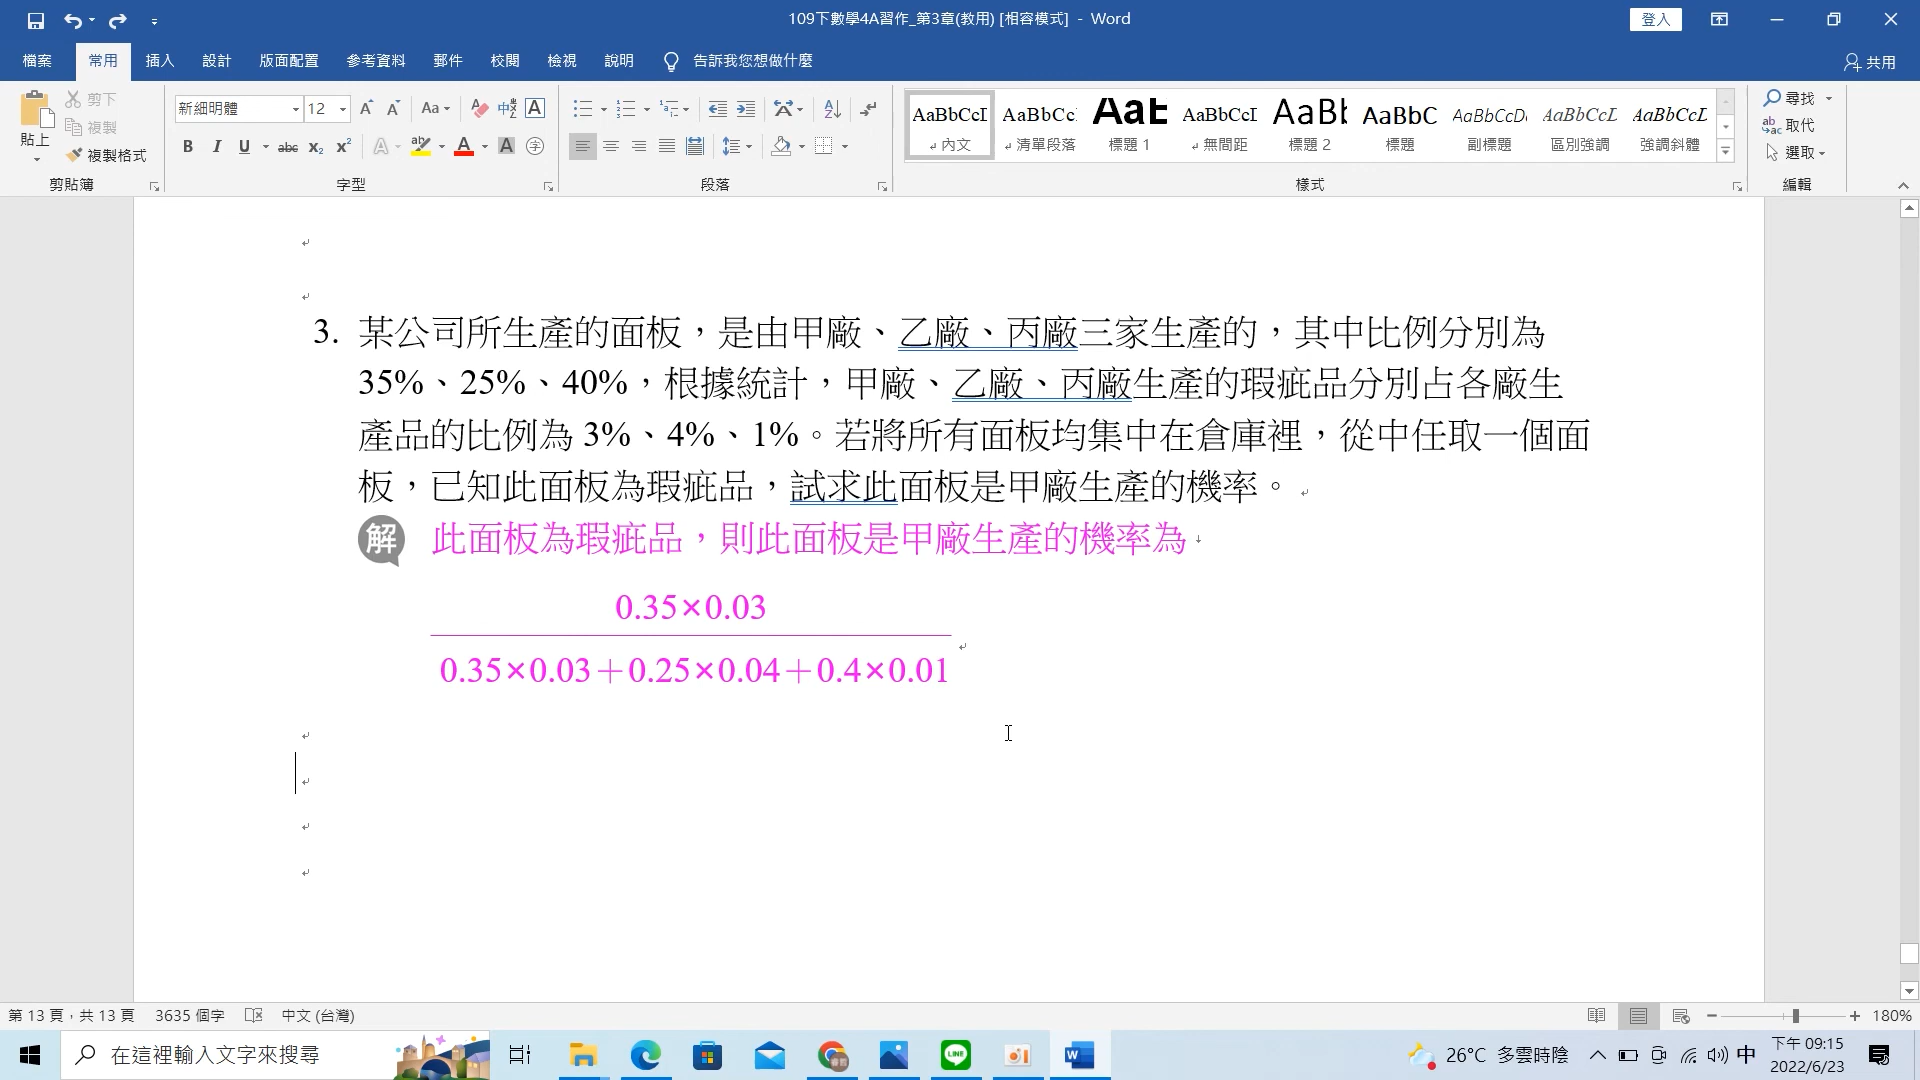 109下數學4A習作_第3章(教用) [相容模式] - Word
登入
檔案 常用 插入 設計 版面配置 參考資料 郵件 校閱 檢視 說明 告訴我您想做什麼 共用
貼上
剪下
複製
複製格式
剪貼簿
新細明體 12
字型
段落
AaBbCcI AaBbCc AaB AaBbCcI AaBb AaBbC AaBbCcD AaBbCcL AaBbCcL
內文 清單段落 標題 1 無間距 標題 2 標題 副標題 區別強調 強調斜體
樣式
尋找
取代
選取
編輯
3. 某公司所生產的面板，是由甲廠、乙廠、丙廠三家生產的，其中比例分別為
35%、25%、40%，根據統計，甲廠、乙廠、丙廠生產的瑕疵品分別占各廠生
產品的比例為 3%、4%、1%。若將所有面板均集中在倉庫裡，從中任取一個面
板，已知此面板為瑕疵品，試求此面板是甲廠生產的機率。
解 此面板為瑕疵品，則此面板是甲廠生產的機率為
0.35×0.03
0.35×0.03＋0.25×0.04＋0.4×0.01
第 13 頁，共 13 頁 3635 個字 中文 (台灣) 180%
在這裡輸入文字來搜尋
LINE
26°C 多雲時陰
中
下午 09:15
2022/6/23